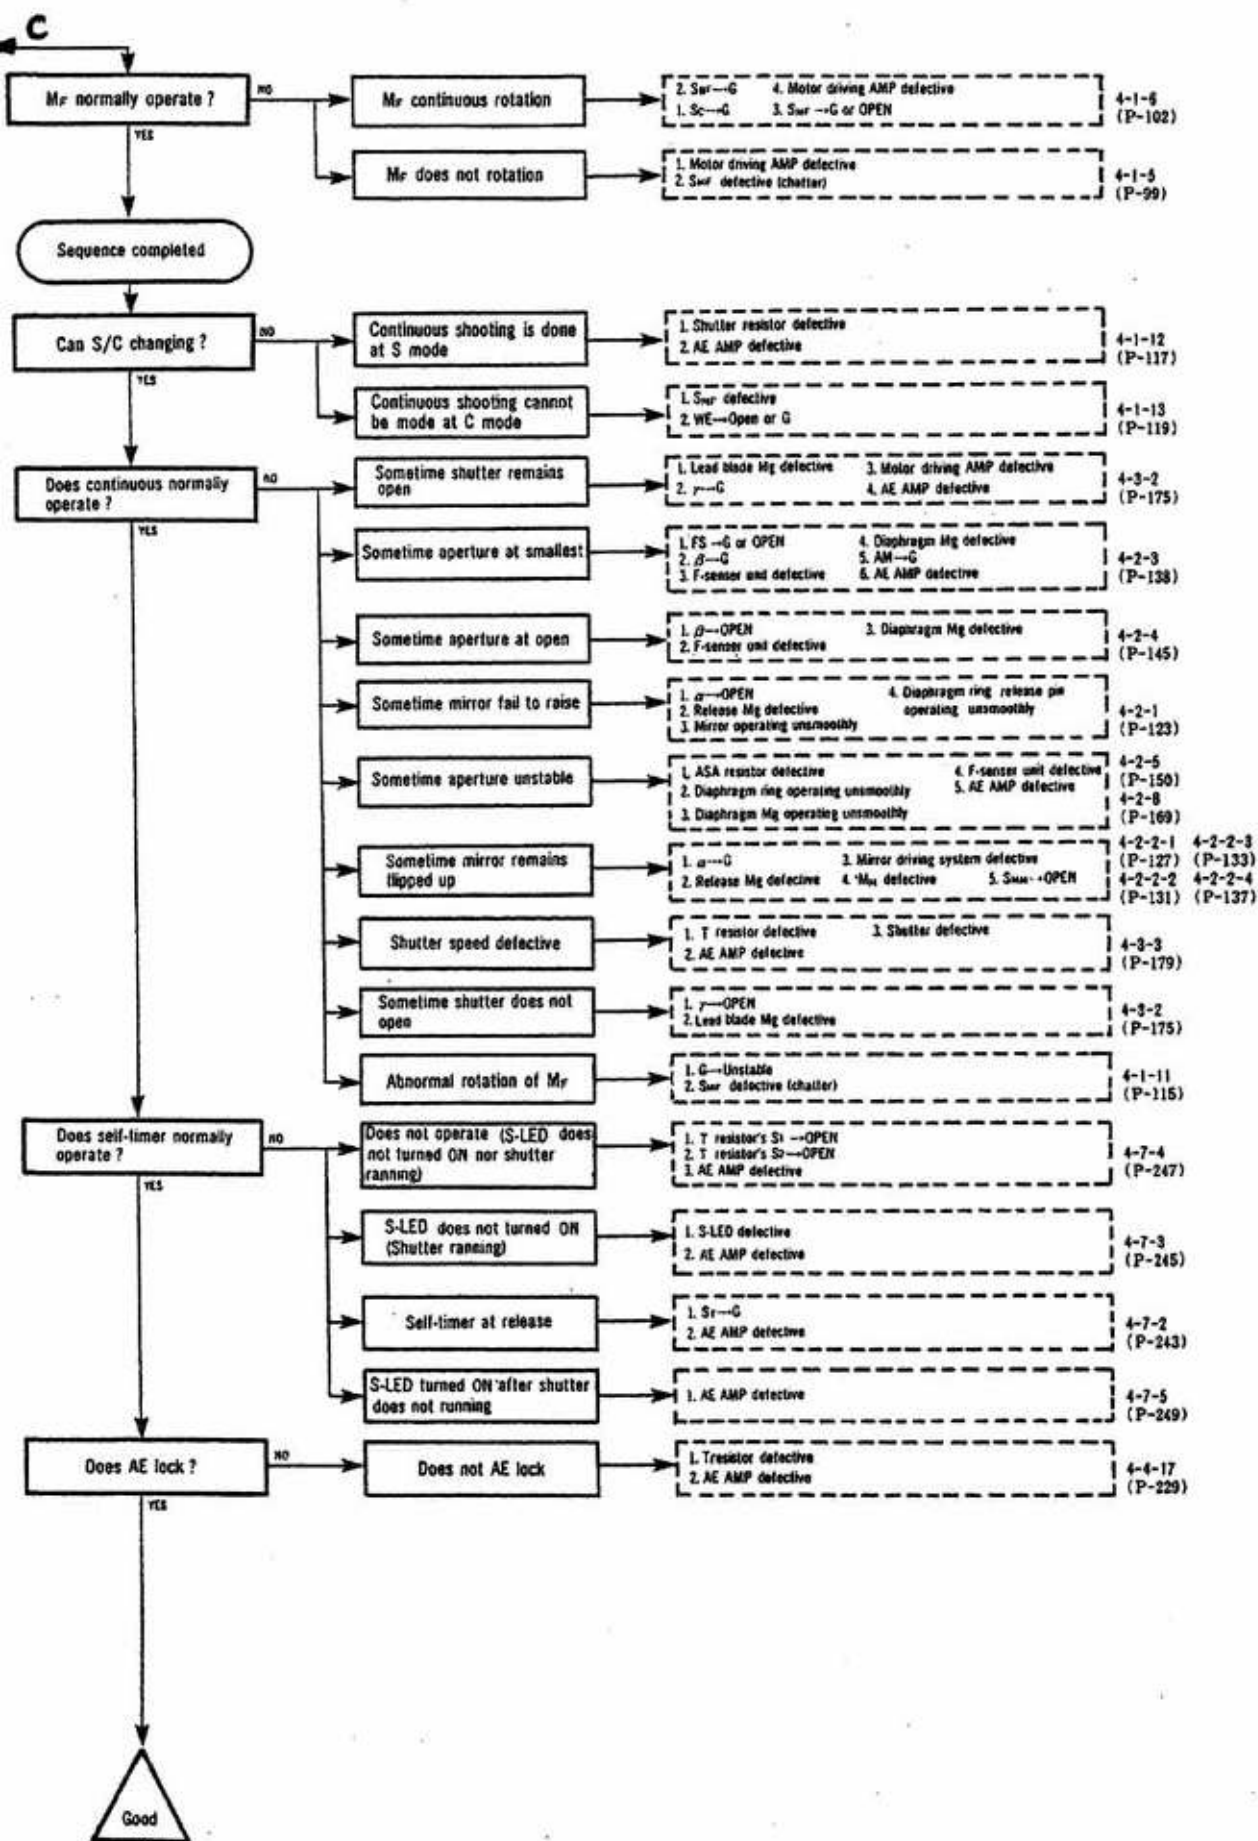 C
MF normally operate ?
NO
YES
MF continuous rotation
2. SMF→G 4. Motor driving AMP defective
1. Sc→G 3. SMF →G or OPEN
4-1-6
(P-102)
MF does not rotation
1. Motor driving AMP defective
2. SMF defective (chatter)
4-1-5
(P-99)
Sequence completed
Can S/C changing ?
NO
YES
Continuous shooting is done
at S mode
1. Shutter resistor defective
2. AE AMP defective
4-1-12
(P-117)
Continuous shooting cannot
be mode at C mode
1. SMF defective
2. WE→Open or G
4-1-13
(P-119)
Does continuous normally
operate ?
NO
YES
Sometime shutter remains
open
1. Lead blade Mg defective 3. Motor driving AMP defective
2. γ→G 4. AE AMP defective
4-3-2
(P-175)
Sometime aperture at smallest
1. FS →G or OPEN 4. Diaphragm Mg defective
2. β→G 5. AM→G
3. F-senser unit defective 6. AE AMP defective
4-2-3
(P-138)
Sometime aperture at open
1. β→OPEN 3. Diaphragm Mg defective
2. F-senser unit defective
4-2-4
(P-145)
Sometime mirror fail to raise
1. α→OPEN 4. Diaphragm ring release pin
2. Release Mg defective operating unsmoothly
3. Mirror operating unsmoothly
4-2-1
(P-123)
Sometime aperture unstable
1. ASA resistor defective 4. F-senser unit defective
2. Diaphragm ring operating unsmoothly 5. AE AMP defective
3. Diaphragm Mg operating unsmoothly
4-2-5
(P-150)
4-2-8
(P-169)
Sometime mirror remains
flipped up
1. α→G 3. Mirror driving system defective
2. Release Mg defective 4. MM defective 5. SMM→OPEN
4-2-2-1 4-2-2-3
(P-127) (P-133)
4-2-2-2 4-2-2-4
(P-131) (P-137)
Shutter speed defective
1. T resistor defective 3. Shutter defective
2. AE AMP defective
4-3-3
(P-179)
Sometime shutter does not
open
1. γ→OPEN
2. Lead blade Mg defective
4-3-2
(P-175)
Abnormal rotation of MF
1. G→Unstable
2. SMF defective (chatter)
4-1-11
(P-115)
Does self-timer normally
operate ?
NO
YES
Does not operate (S-LED does
not turned ON nor shutter
ranning)
1. T resistor's S1 →OPEN
2. T resistor's S2→OPEN
3. AE AMP defective
4-7-4
(P-247)
S-LED does not turned ON
(Shutter ranning)
1. S-LED defective
2. AE AMP defective
4-7-3
(P-245)
Self-timer at release
1. →G
2. AE AMP defective
4-7-2
(P-243)
S-LED turned ON after shutter
does not running
1. AE AMP defective
4-7-5
(P-249)
Does AE lock ?
NO
YES
Does not AE lock
1. Tresistor defective
2. AE AMP defective
4-4-17
(P-229)
Good